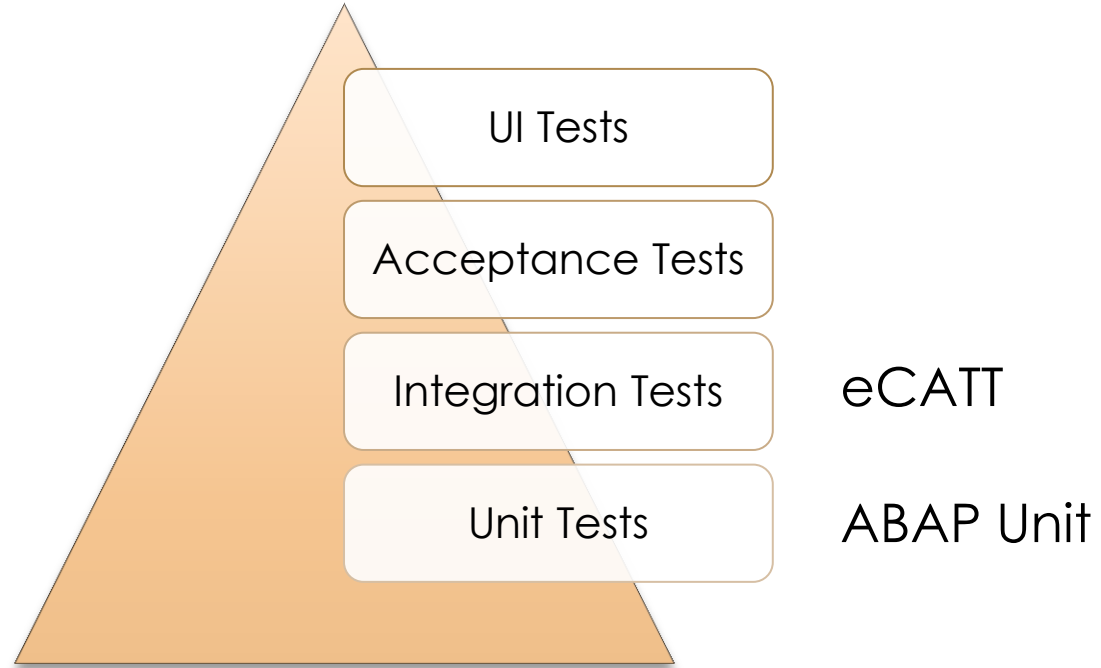 UI Tests
Acceptance Tests
Integration Tests
eCATT
Unit Tests
ABAP Unit